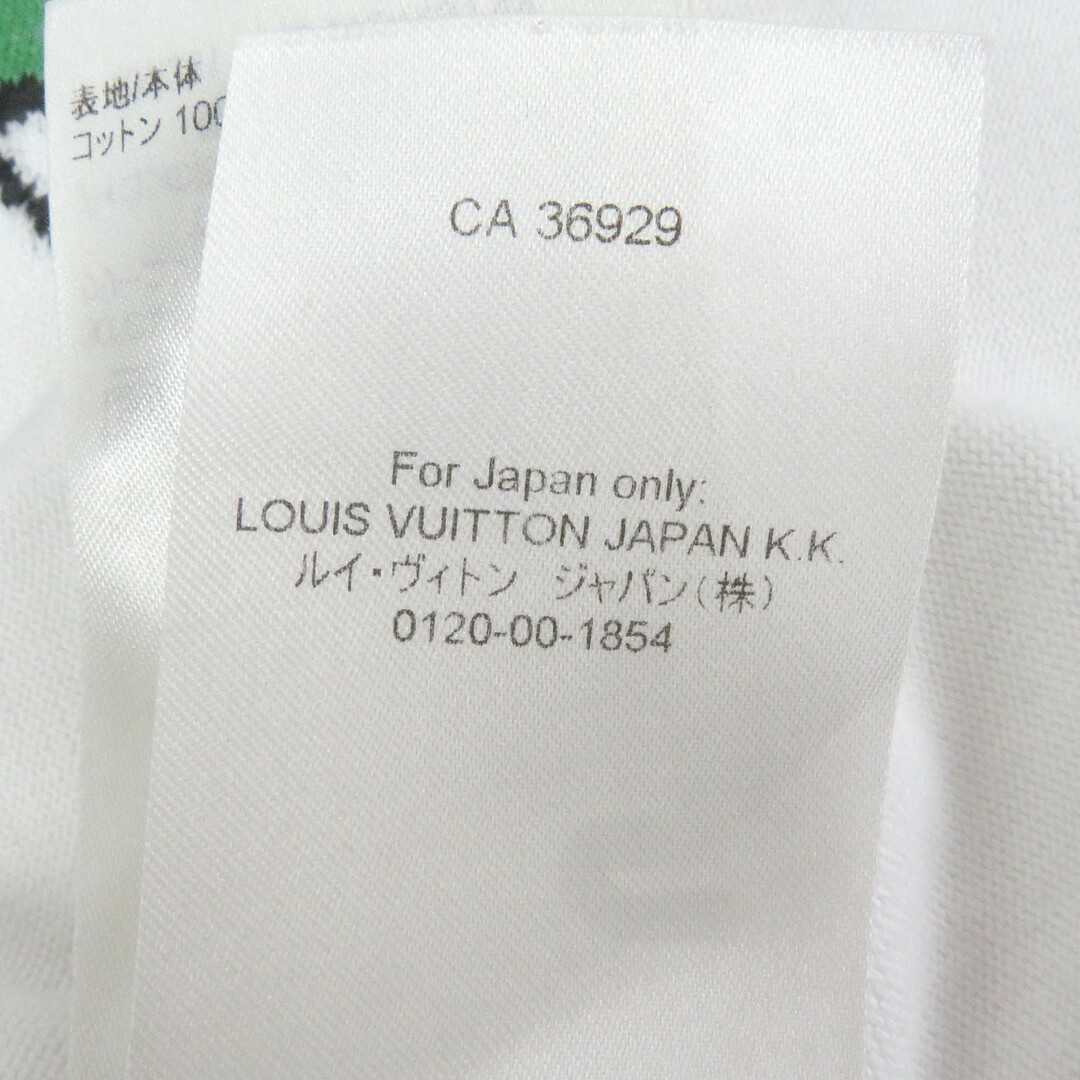 表地/本体
コットン 100
CA 36929
For Japan only:
LOUIS VUITTON JAPAN K.K.
ルイ・ヴィトン ジャパン(株)
0120-00-1854